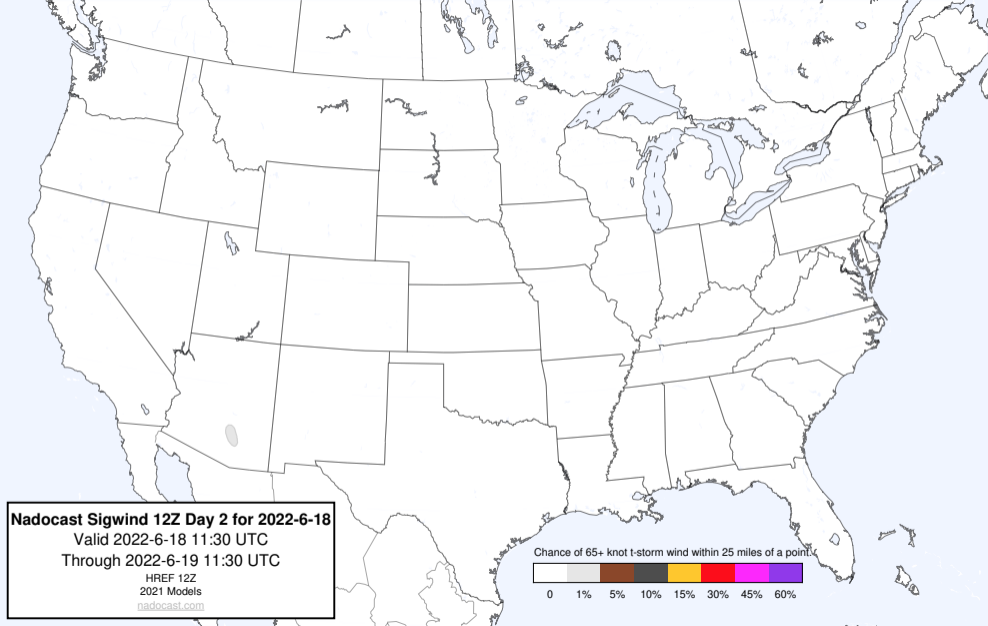 Nadocast Sigwind 12Z Day 2 for 2022-6-18
Valid 2022-6-18 11:30 UTC
Through 2022-6-19 11:30 UTC
HREF 12Z
2021 Models
nadocast.com
Chance of 65+ knot t-storm wind within 25 miles of a point.
0 1% 5% 10% 15% 30% 45% 60%